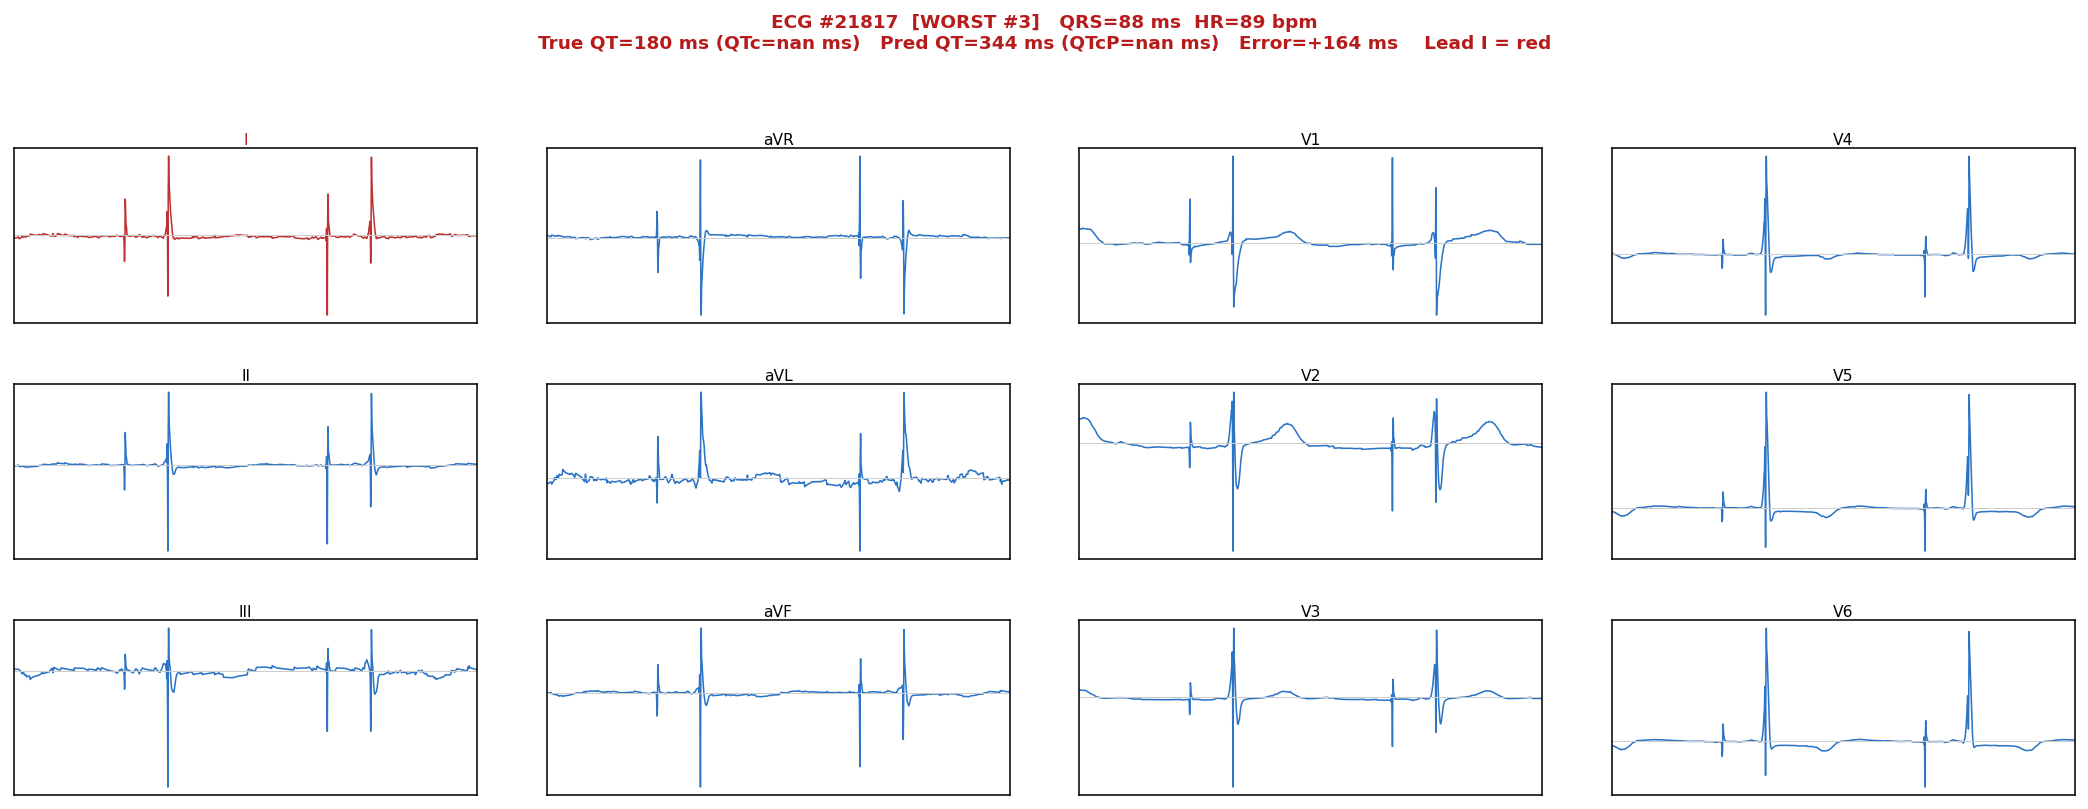 ECG #21817  [WORST #3]   QRS=88 ms  HR=89 bpm
True QT=180 ms (QTc=nan ms)   Pred QT=344 ms (QTcP=nan ms)   Error=+164 ms    Lead I = red
I
aVR
V1
V4
II
aVL
V2
V5
III
aVF
V3
V6